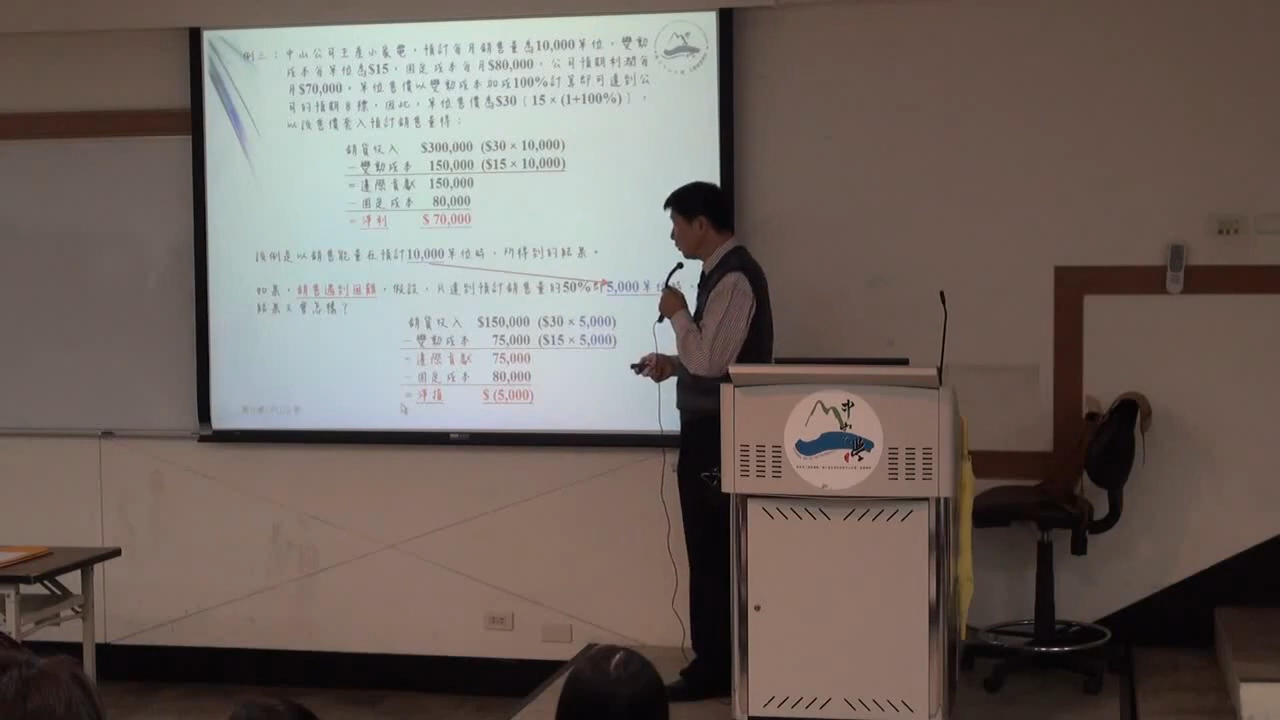 例三：中山公司生產小家電，預訂每月銷售量為10,000單位，變動
成本每單位為$15，固定成本每月$80,000，公司預期利潤每
月$70,000，單位售價以變動成本加成100%計算即可達到公
司的預期目標，因此，單位售價為$30〔15 × (1+100%)〕，
以該售價套入預訂銷售量得：
銷貨收入 $300,000 ($30 × 10,000)
－變動成本 150,000 ($15 × 10,000)
＝邊際貢獻 150,000
－固定成本 80,000
＝淨利 $ 70,000
該例是以銷售數量在預訂10,000單位時，所得到的結果。
如果，銷售遇到困難，假設，只達到預訂銷售量的50%即5,000單位時，
結果又會怎樣？
銷貨收入 $150,000 ($30 × 5,000)
－變動成本 75,000 ($15 × 5,000)
＝邊際貢獻 75,000
－固定成本 80,000
＝淨損 $ (5,000)